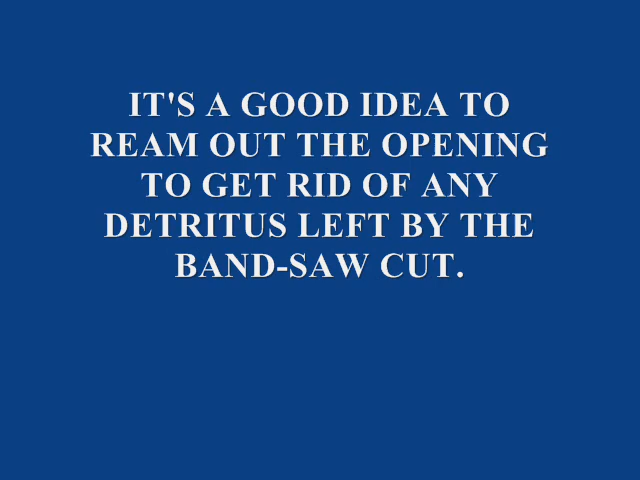 IT'S A GOOD IDEA TO
REAM OUT THE OPENING
TO GET RID OF ANY
DETRITUS LEFT BY THE
BAND-SAW CUT.